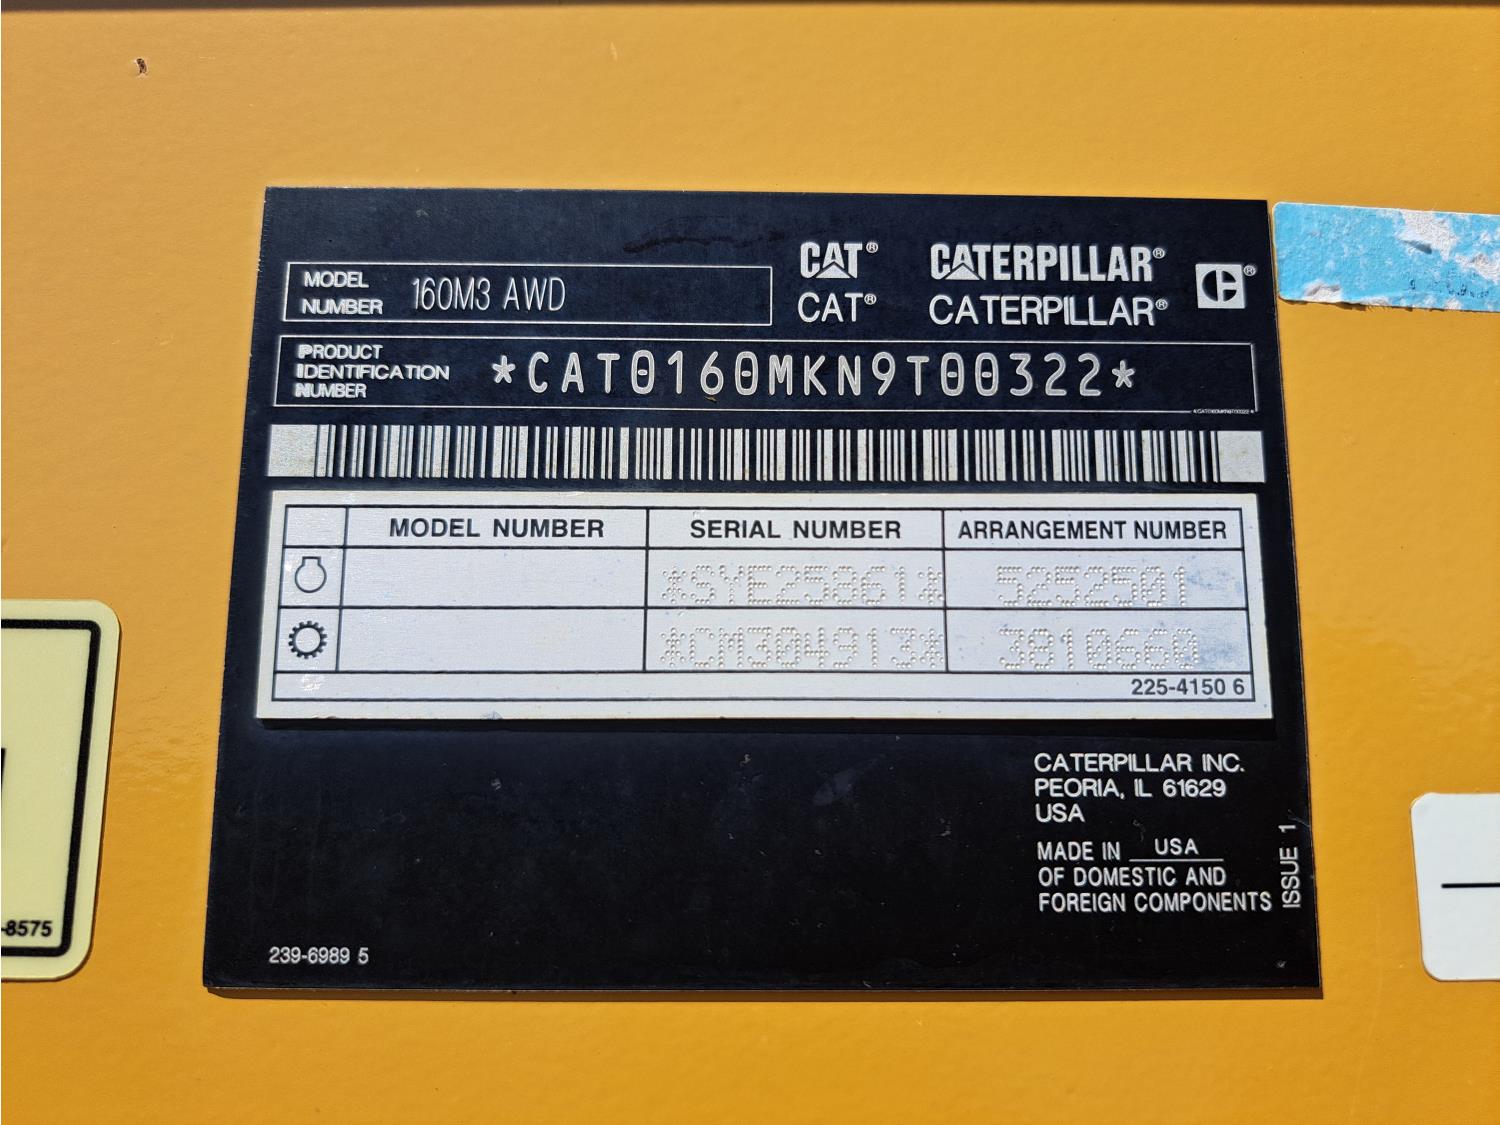 CAT® CATERPILLAR®
CAT® CATERPILLAR®
MODEL NUMBER 160M3 AWD
PRODUCT IDENTIFICATION NUMBER *CAT0160MKN9T00322*
*CAT0160MKN9T00322*
MODEL NUMBER SERIAL NUMBER ARRANGEMENT NUMBER
*SYE25861* 5252501
*CM304913* 3810660
225-4150 6
CATERPILLAR INC.
PEORIA, IL 61629
USA
MADE IN USA
OF DOMESTIC AND
FOREIGN COMPONENTS
ISSUE 1
239-6989 5
-8575